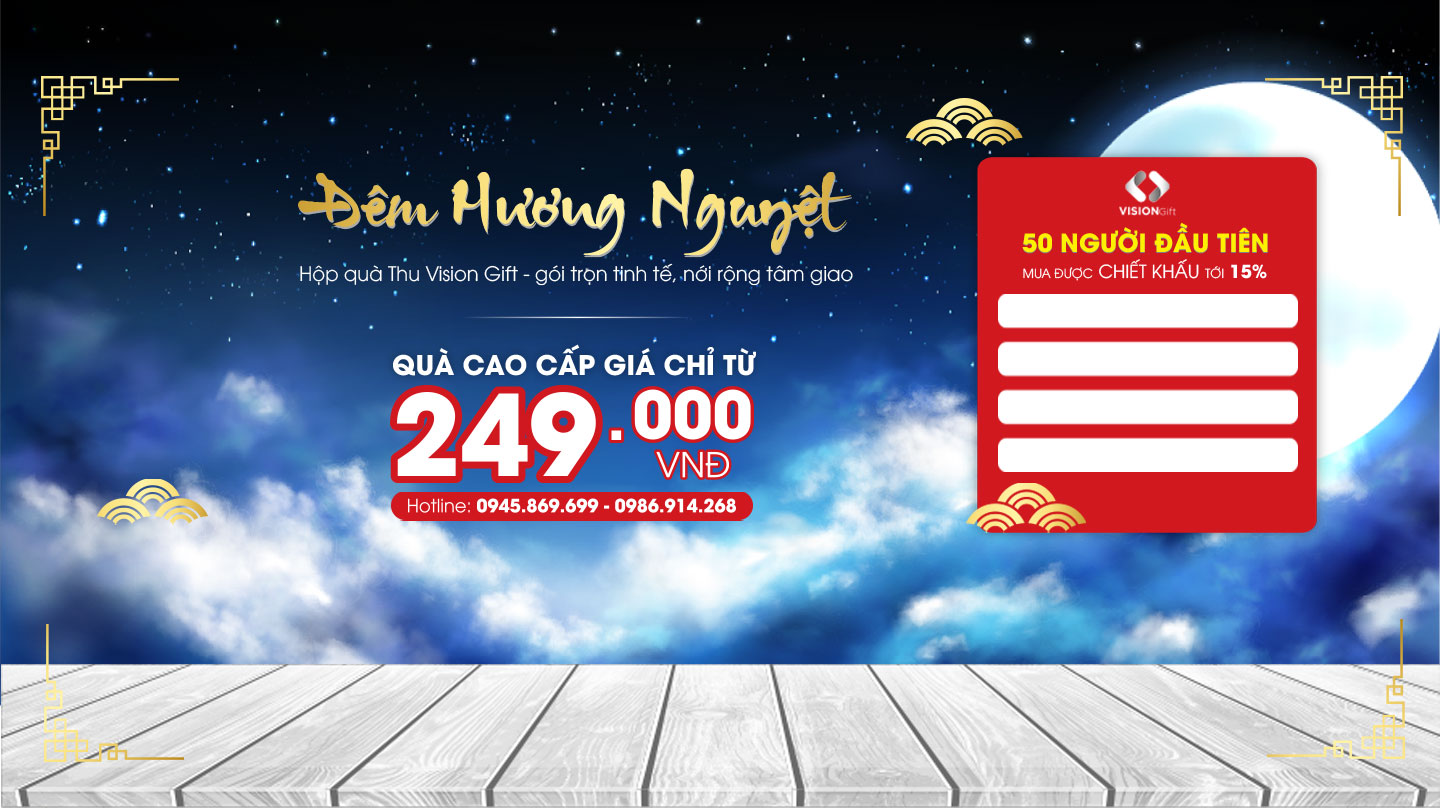 Đêm Hương Nguyệt
Hộp quà Thu Vision Gift - gói trọn tinh tế, nới rộng tâm giao
QUÀ CAO CẤP GIÁ CHỈ TỪ
249.000
VNĐ
Hotline: 0945.869.699 - 0986.914.268
VISIONGift
50 NGƯỜI ĐẦU TIÊN
MUA ĐƯỢC CHIẾT KHẤU TỚI 15%